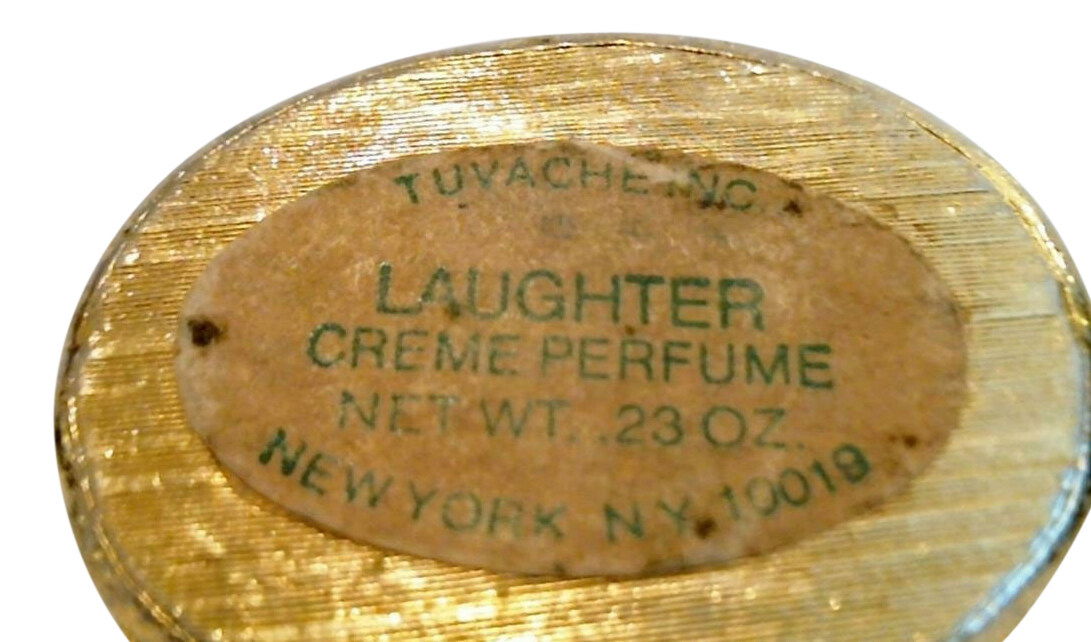 TUVACHE INC.
LAUGHTER
CREME PERFUME
NET WT. .23 OZ.
NEW YORK N.Y. 10019